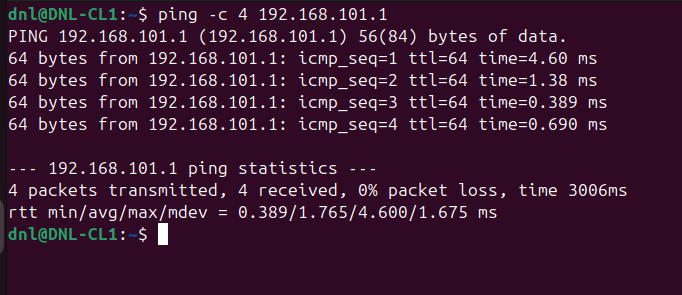 dnl@DNL-CL1:~$ ping -c 4 192.168.101.1
PING 192.168.101.1 (192.168.101.1) 56(84) bytes of data.
64 bytes from 192.168.101.1: icmp_seq=1 ttl=64 time=4.60 ms
64 bytes from 192.168.101.1: icmp_seq=2 ttl=64 time=1.38 ms
64 bytes from 192.168.101.1: icmp_seq=3 ttl=64 time=0.389 ms
64 bytes from 192.168.101.1: icmp_seq=4 ttl=64 time=0.690 ms
--- 192.168.101.1 ping statistics ---
4 packets transmitted, 4 received, 0% packet loss, time 3006ms
rtt min/avg/max/mdev = 0.389/1.765/4.600/1.675 ms
dnl@DNL-CL1:~$